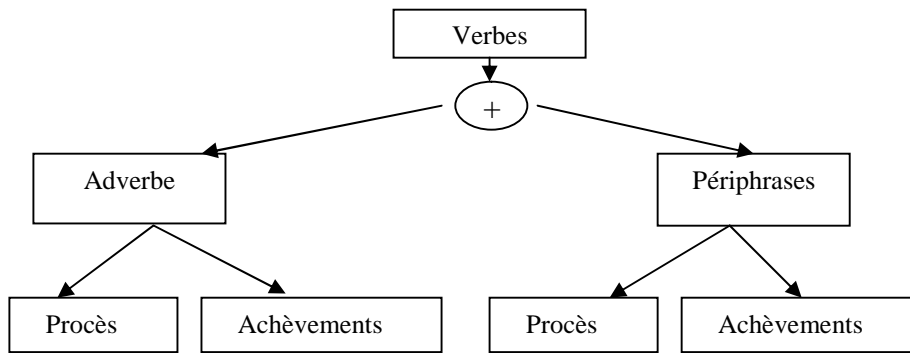 Verbes
+
Adverbe
Périphrases
Procès
Achèvements
Procès
Achèvements